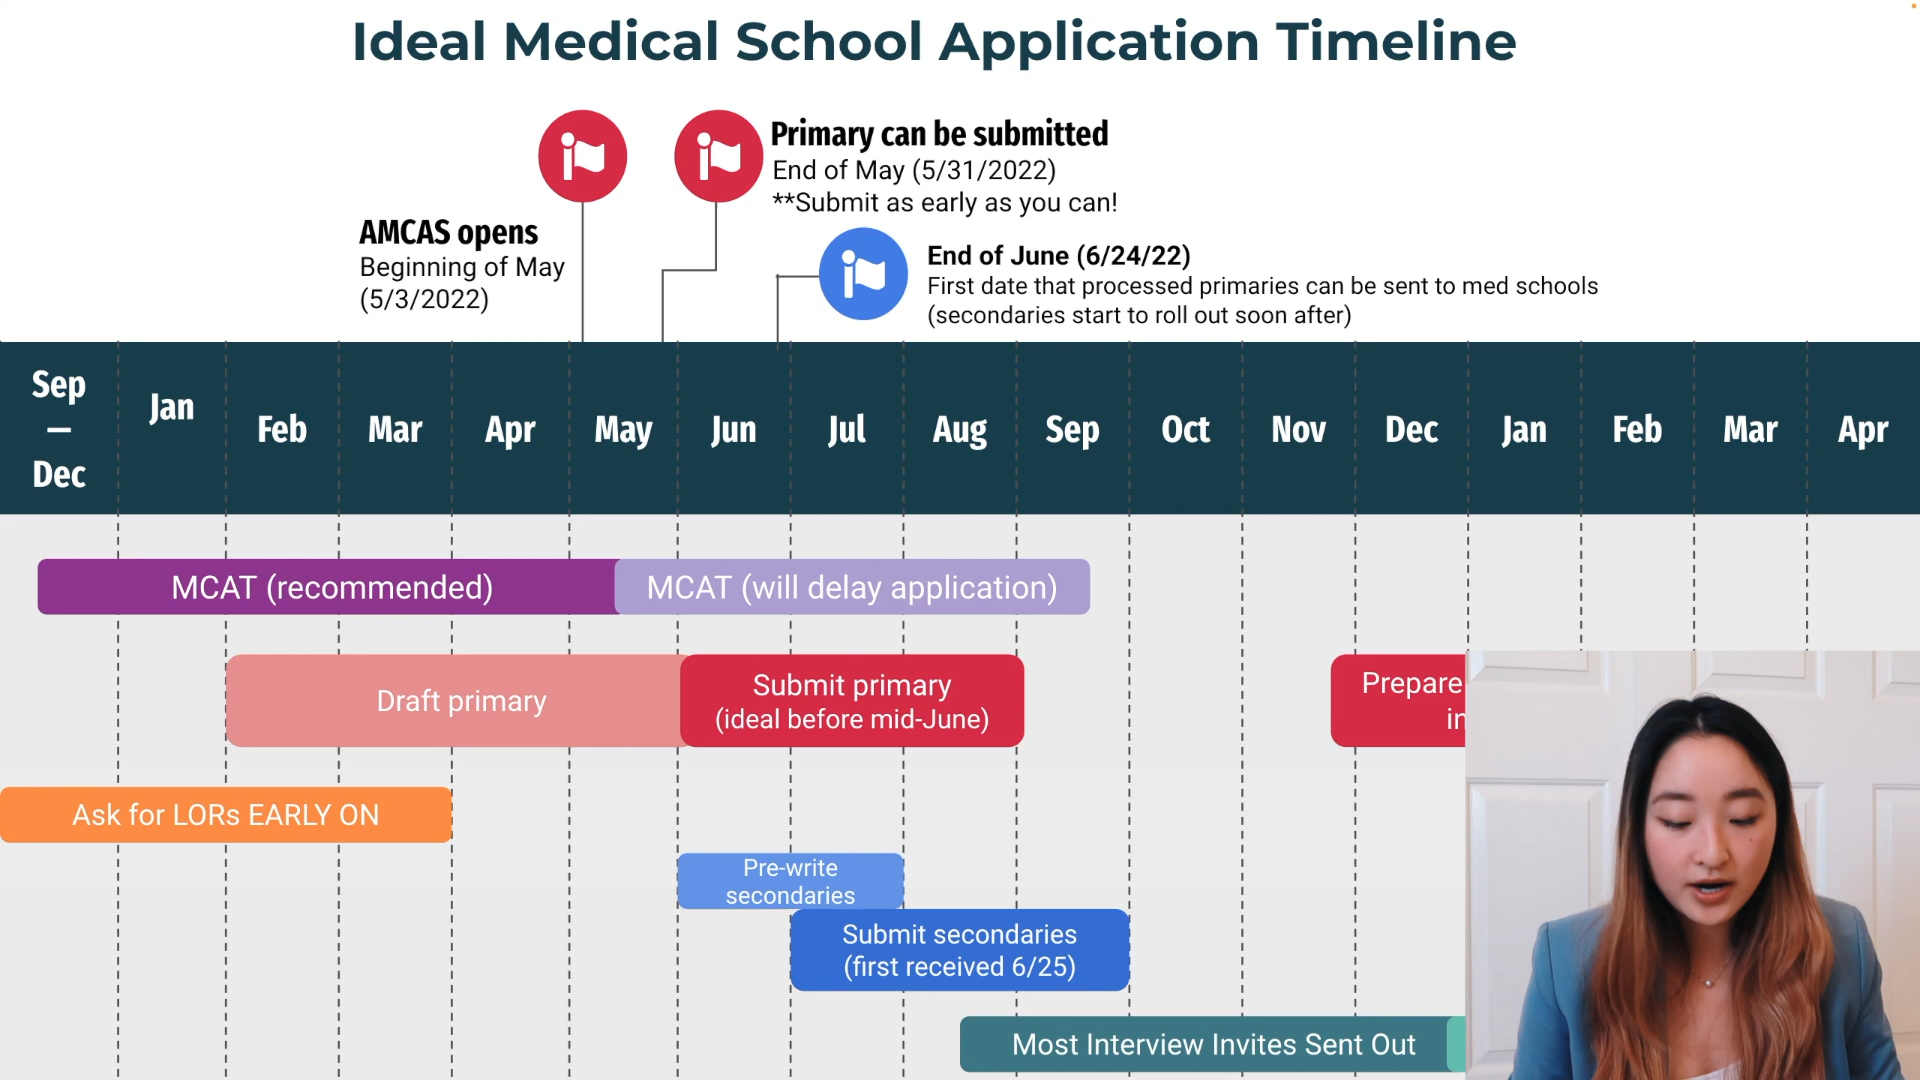 Ideal Medical School Application Timeline
Primary can be submitted
End of May (5/31/2022)
**Submit as early as you can!
AMCAS opens
Beginning of May
(5/3/2022)
End of June (6/24/22)
First date that processed primaries can be sent to med schools
(secondaries start to roll out soon after)
Sep
—
Dec
Jan
Feb
Mar
Apr
May
Jun
Jul
Aug
Sep
Oct
Nov
Dec
Jan
Feb
Mar
Apr
MCAT (recommended)
MCAT (will delay application)
Draft primary
Submit primary
(ideal before mid-June)
Prepare
Ask for LORs EARLY ON
Pre-write
secondaries
Submit secondaries
(first received 6/25)
Most Interview Invites Sent Out